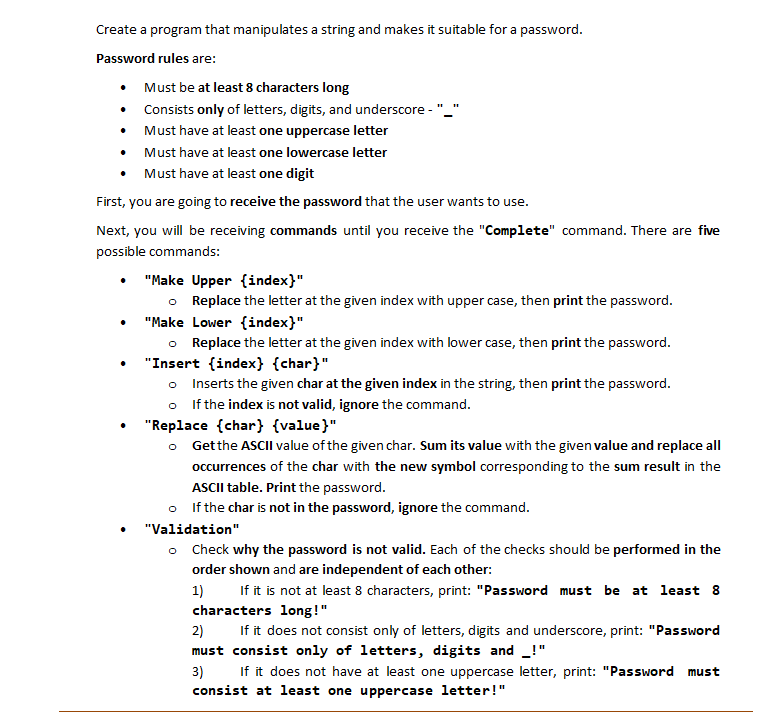 Create a program that manipulates a string and makes it suitable for a password.
Password rules are:
• Must be at least 8 characters long
• Consists only of letters, digits, and underscore - "_"
• Must have at least one uppercase letter
• Must have at least one lowercase letter
• Must have at least one digit
First, you are going to receive the password that the user wants to use.
Next, you will be receiving commands until you receive the "Complete" command. There are five
possible commands:
• "Make Upper {index}"
o Replace the letter at the given index with upper case, then print the password.
• "Make Lower {index}"
o Replace the letter at the given index with lower case, then print the password.
• "Insert {index} {char}"
o Inserts the given char at the given index in the string, then print the password.
o If the index is not valid, ignore the command.
• "Replace {char} {value}"
o Get the ASCII value of the given char. Sum its value with the given value and replace all
occurrences of the char with the new symbol corresponding to the sum result in the
ASCII table. Print the password.
o If the char is not in the password, ignore the command.
• "Validation"
o Check why the password is not valid. Each of the checks should be performed in the
order shown and are independent of each other:
1) If it is not at least 8 characters, print: "Password must be at least 8
characters long!"
2) If it does not consist only of letters, digits and underscore, print: "Password
must consist only of letters, digits and _!"
3) If it does not have at least one uppercase letter, print: "Password must
consist at least one uppercase letter!"